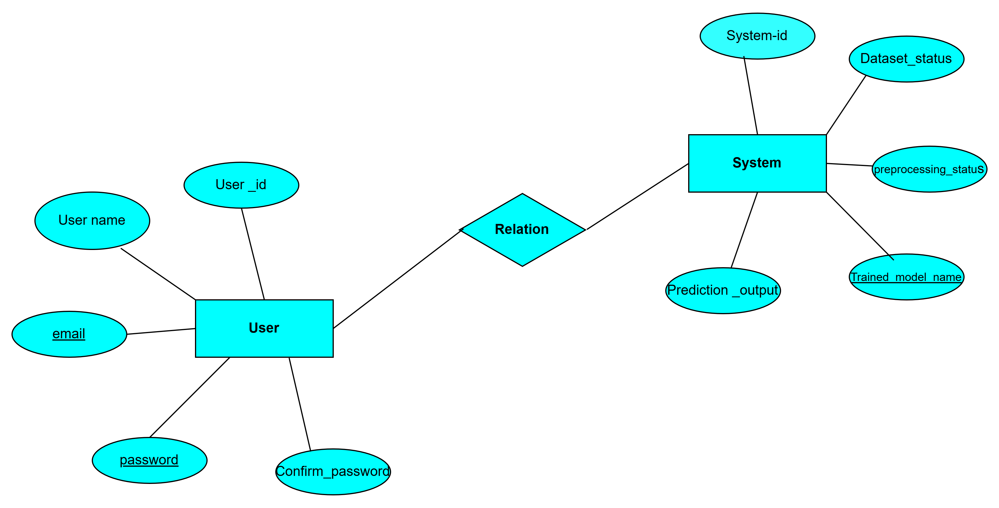 System-id
Dataset_status
System
preprocessing_status
User _id
User name
Relation
Trained_model_name
Prediction _output
User
email
password
Confirm_password